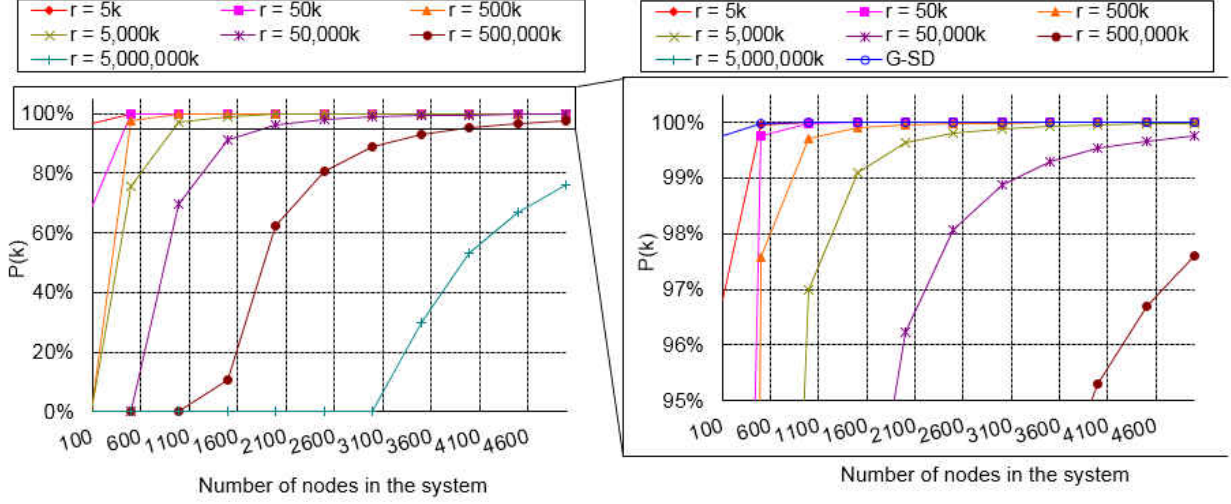 r = 5k r = 50k r = 500k
r = 5,000k r = 50,000k r = 500,000k
r = 5,000,000k
100%
80%
60%
40%
20%
0%
P(k)
100 600 1100 1600 2100 2600 3100 3600 4100 4600
Number of nodes in the system
r = 5k r = 50k r = 500k
r = 5,000k r = 50,000k r = 500,000k
r = 5,000,000k G-SD
100%
99%
98%
97%
96%
95%
P(k)
100 600 1100 1600 2100 2600 3100 3600 4100 4600
Number of nodes in the system